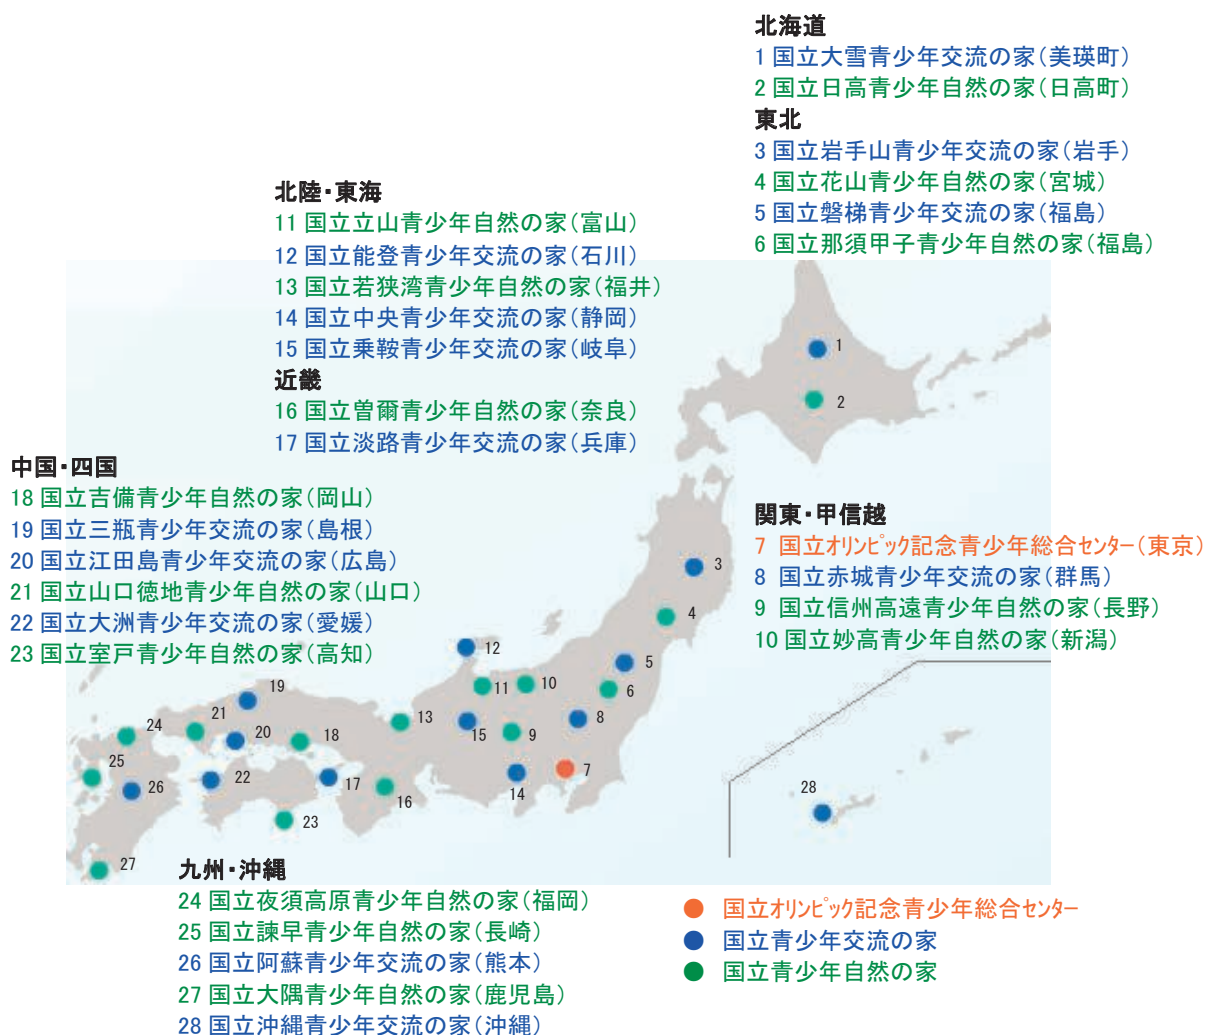 北海道
1 国立大雪青少年交流の家(美瑛町)
2 国立日高青少年自然の家(日高町)
東北
3 国立岩手山青少年交流の家(岩手)
4 国立花山青少年自然の家(宮城)
5 国立磐梯青少年交流の家(福島)
6 国立那須甲子青少年自然の家(福島)
北陸・東海
11 国立立山青少年自然の家(富山)
12 国立能登青少年交流の家(石川)
13 国立若狭湾青少年自然の家(福井)
14 国立中央青少年交流の家(静岡)
15 国立乗鞍青少年交流の家(岐阜)
近畿
16 国立曽爾青少年自然の家(奈良)
17 国立淡路青少年交流の家(兵庫)
中国・四国
18 国立吉備青少年自然の家(岡山)
19 国立三瓶青少年交流の家(島根)
20 国立江田島青少年交流の家(広島)
21 国立山口徳地青少年自然の家(山口)
22 国立大洲青少年交流の家(愛媛)
23 国立室戸青少年自然の家(高知)
関東・甲信越
7 国立オリンピック記念青少年総合センター(東京)
8 国立赤城青少年交流の家(群馬)
9 国立信州高遠青少年自然の家(長野)
10 国立妙高青少年自然の家(新潟)
1
2
3
4
12
5
11
10
6
19
13
15
9
8
24
21
20
18
25
26
22
17
16
14
7
28
23
27
九州・沖縄
24 国立夜須高原青少年自然の家(福岡)
25 国立諫早青少年自然の家(長崎)
26 国立阿蘇青少年交流の家(熊本)
27 国立大隅青少年自然の家(鹿児島)
28 国立沖縄青少年交流の家(沖縄)
国立オリンピック記念青少年総合センター
国立青少年交流の家
国立青少年自然の家